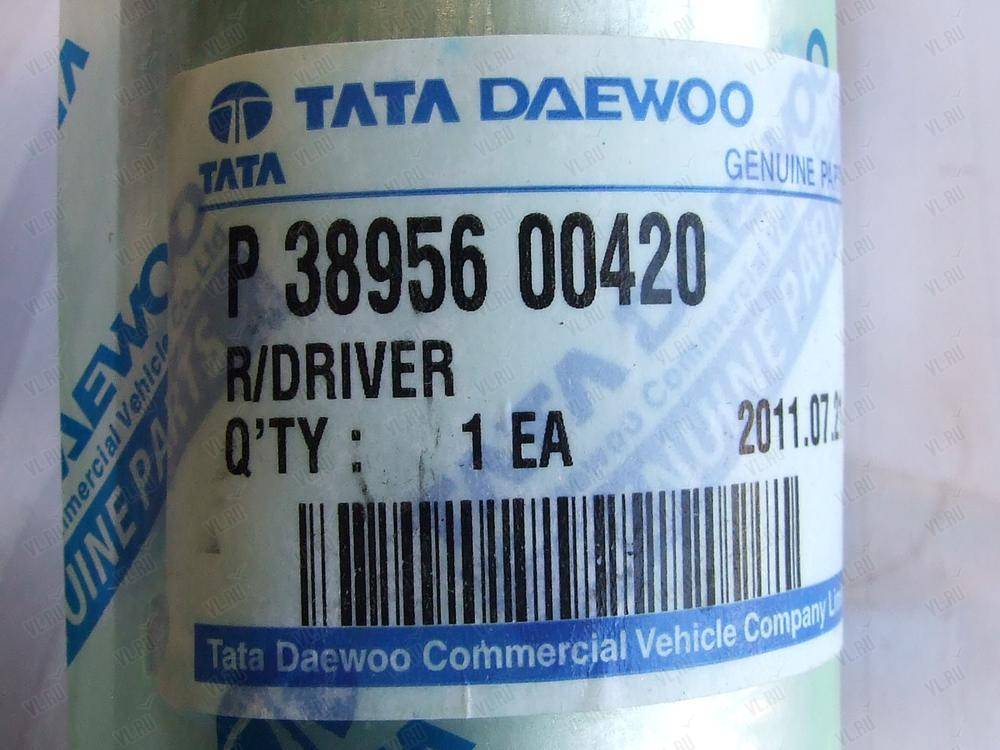 TATA DAEWOO
TATA
GENUINE PA
P 38956 00420
R/DRIVER
Q'TY : 1 EA 2011.07.2
Tata Daewoo Commercial Vehicle Company Li